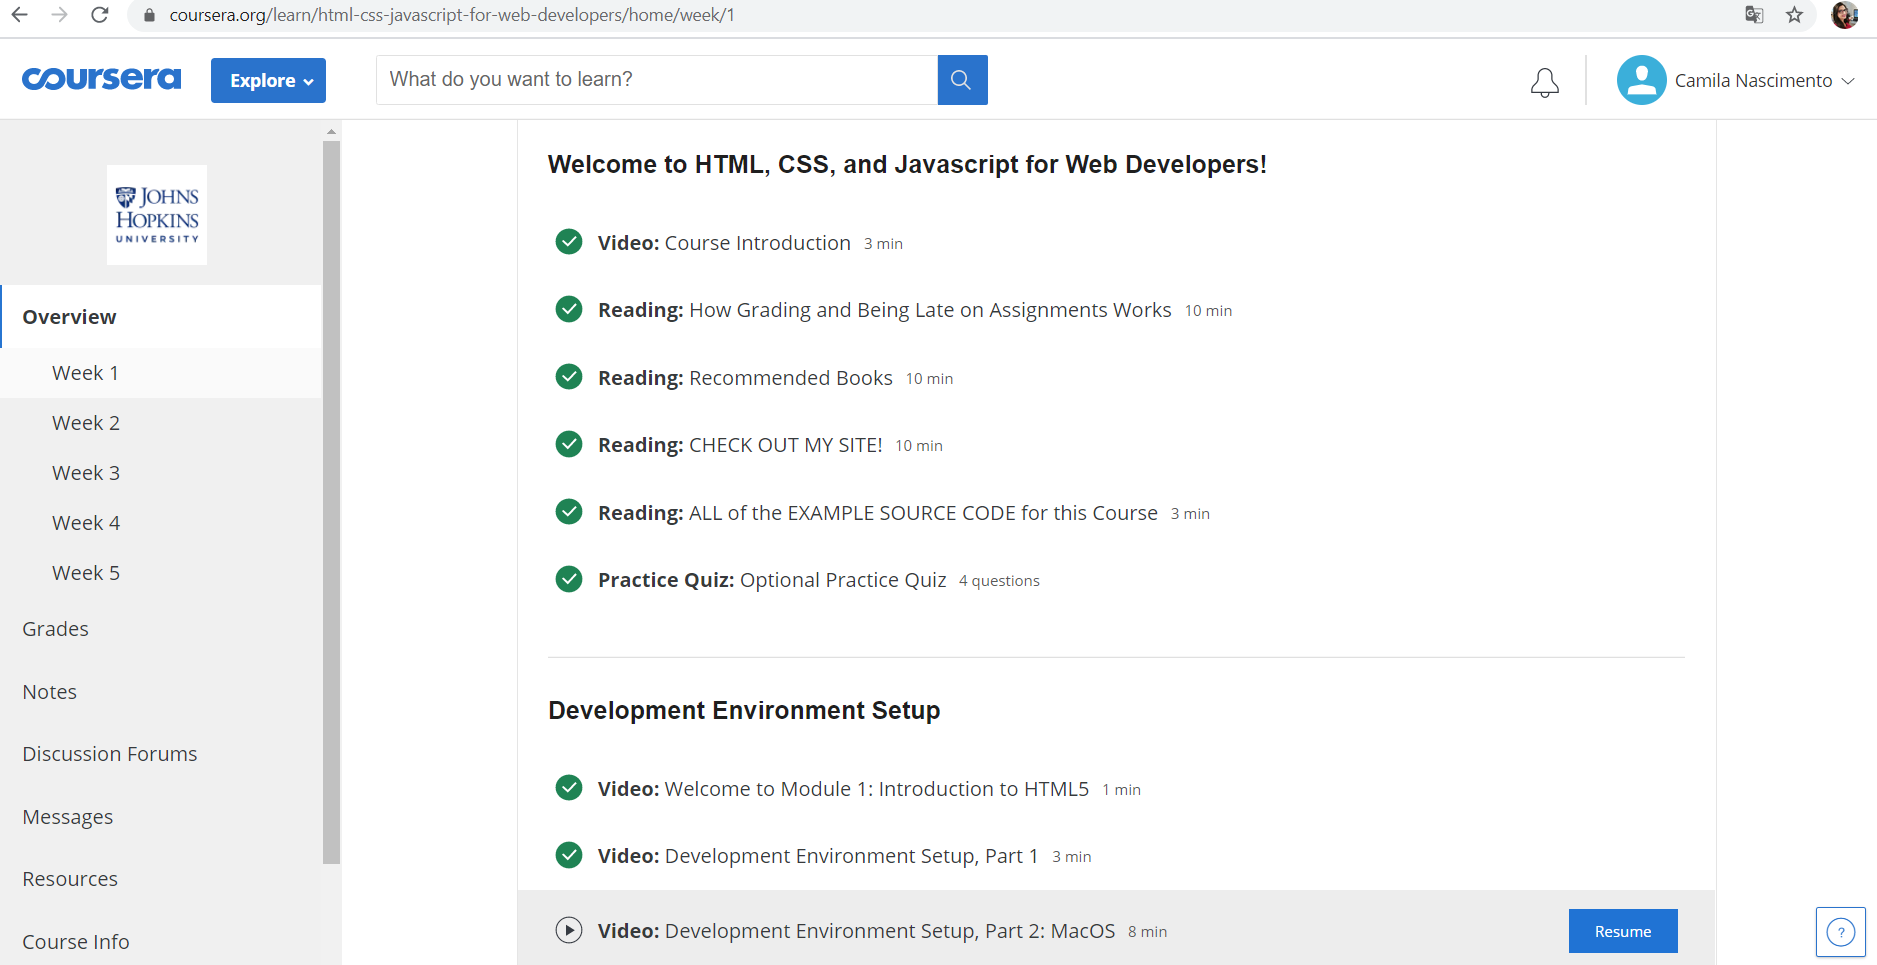 coursera.org/learn/html-css-javascript-for-web-developers/home/week/1
coursera
Explore
What do you want to learn?
Camila Nascimento
JOHNS
HOPKINS
UNIVERSITY
Overview
Week 1
Week 2
Week 3
Week 4
Week 5
Grades
Notes
Discussion Forums
Messages
Resources
Course Info
Welcome to HTML, CSS, and Javascript for Web Developers!
Video: Course Introduction 3 min
Reading: How Grading and Being Late on Assignments Works 10 min
Reading: Recommended Books 10 min
Reading: CHECK OUT MY SITE! 10 min
Reading: ALL of the EXAMPLE SOURCE CODE for this Course 3 min
Practice Quiz: Optional Practice Quiz 4 questions
Development Environment Setup
Video: Welcome to Module 1: Introduction to HTML5 1 min
Video: Development Environment Setup, Part 1 3 min
Video: Development Environment Setup, Part 2: MacOS 8 min
Resume
?